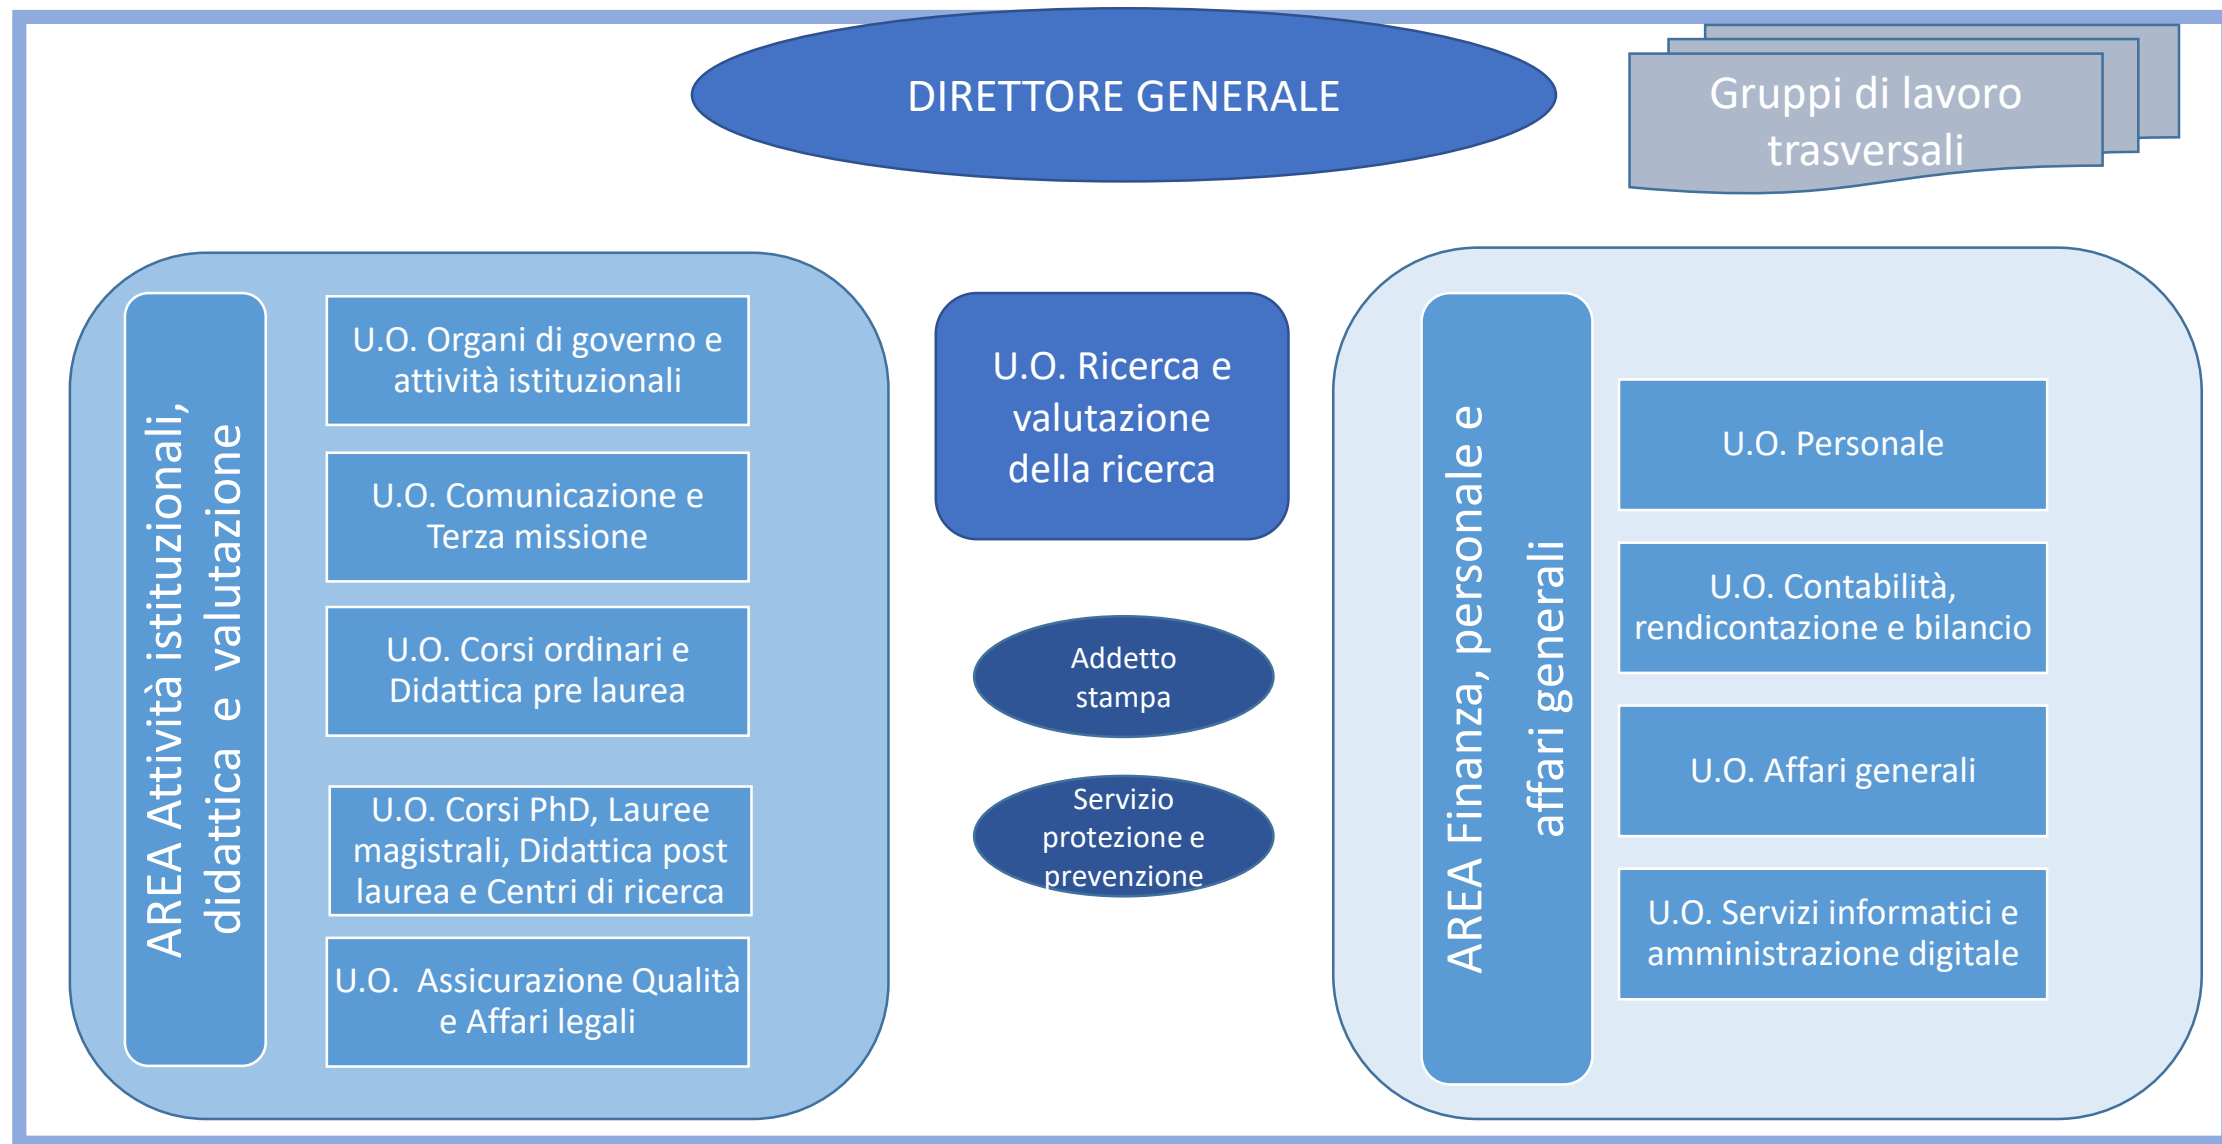 DIRETTORE GENERALE
Gruppi di lavoro
trasversali
AREA Attività istituzionali,
didattica e valutazione
U.O. Organi di governo e
attività istituzionali
U.O. Comunicazione e
Terza missione
U.O. Corsi ordinari e
Didattica pre laurea
U.O. Corsi PhD, Lauree
magistrali, Didattica post
laurea e Centri di ricerca
U.O. Assicurazione Qualità
e Affari legali
U.O. Ricerca e
valutazione
della ricerca
Addetto
stampa
Servizio
protezione e
prevenzione
AREA Finanza, personale e
affari generali
U.O. Personale
U.O. Contabilità,
rendicontazione e bilancio
U.O. Affari generali
U.O. Servizi informatici e
amministrazione digitale